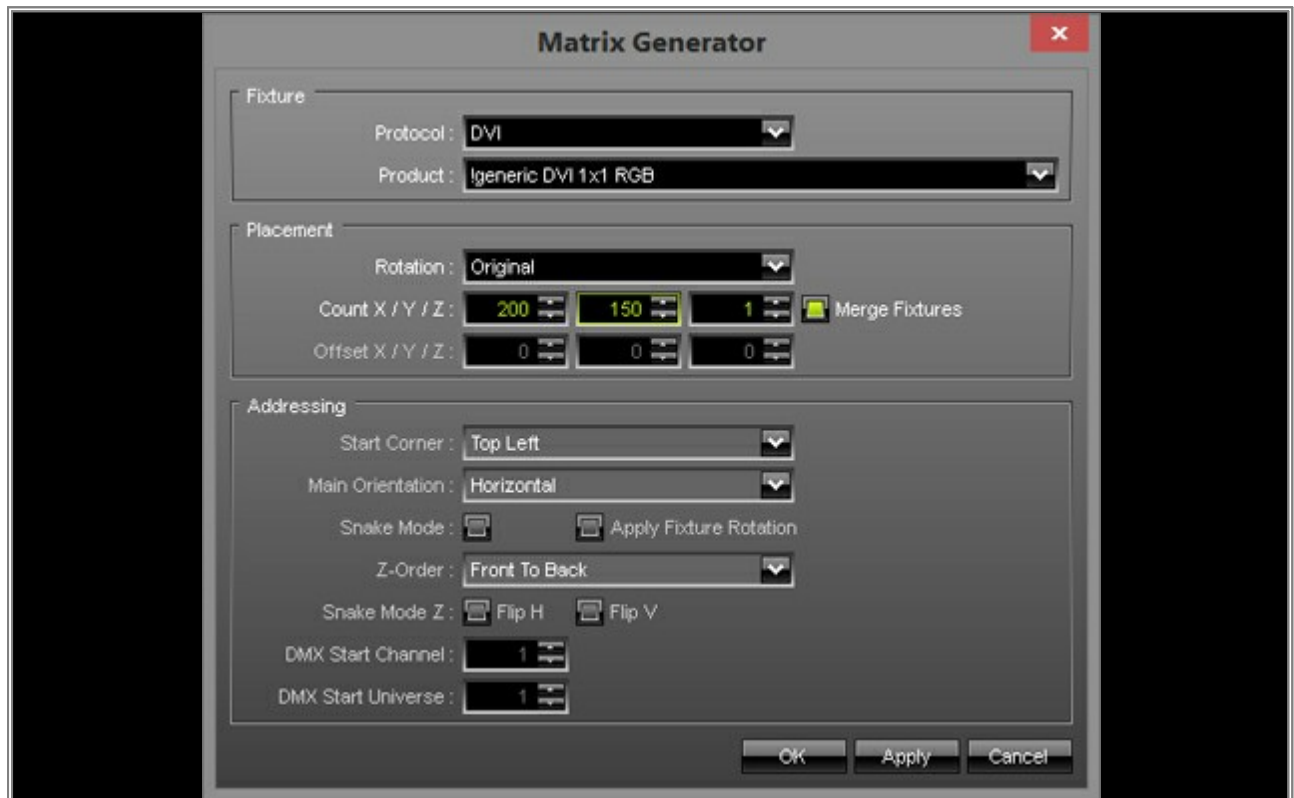 Matrix Generator
Fixture
Protocol : DVI
Product : !generic DVI 1x1 RGB
Placement
Rotation : Original
Count X / Y / Z : 200 150 1 Merge Fixtures
Offset X / Y / Z : 0 0 0
Addressing
Start Corner : Top Left
Main Orientation : Horizontal
Snake Mode : Apply Fixture Rotation
Z-Order : Front To Back
Snake Mode Z : Flip H Flip V
DMX Start Channel : 1
DMX Start Universe : 1
OK Apply Cancel